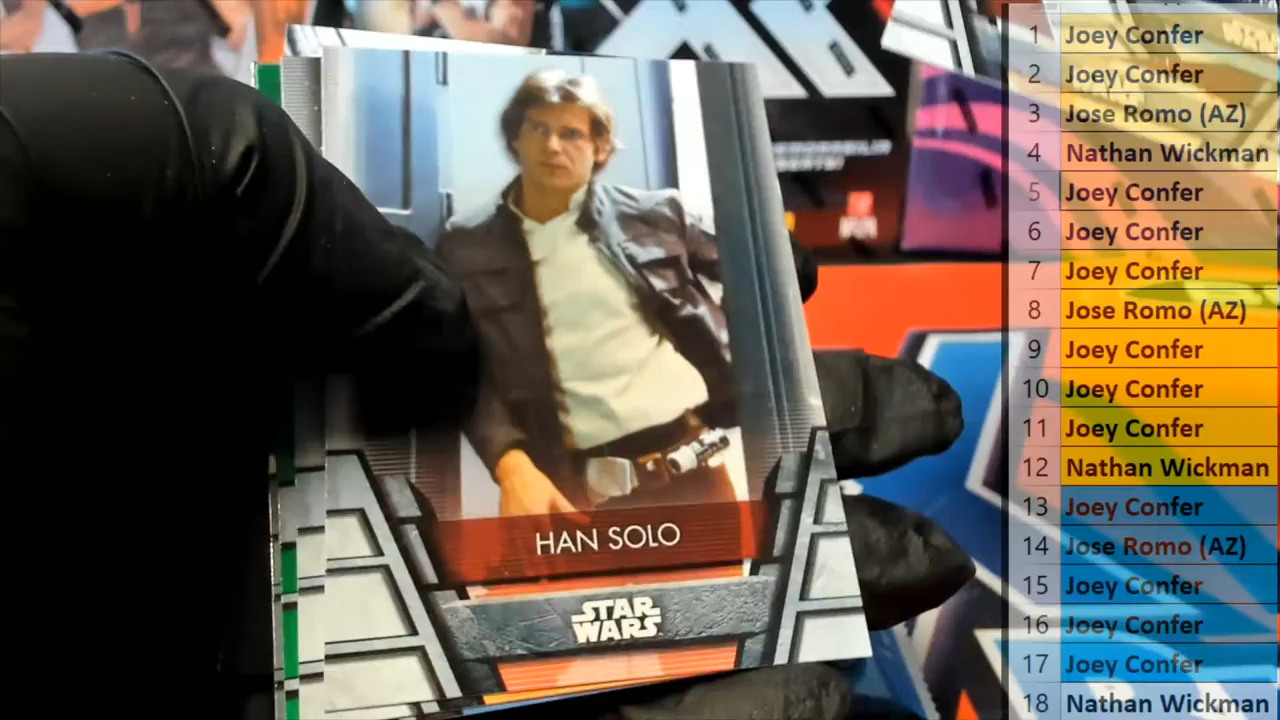 HAN SOLO
STAR
WARS
1 Joey Confer
2 Joey Confer
3 Jose Romo (AZ)
4 Nathan Wickman
5 Joey Confer
6 Joey Confer
7 Joey Confer
8 Jose Romo (AZ)
9 Joey Confer
10 Joey Confer
11 Joey Confer
12 Nathan Wickman
13 Joey Confer
14 Jose Romo (AZ)
15 Joey Confer
16 Joey Confer
17 Joey Confer
18 Nathan Wickman